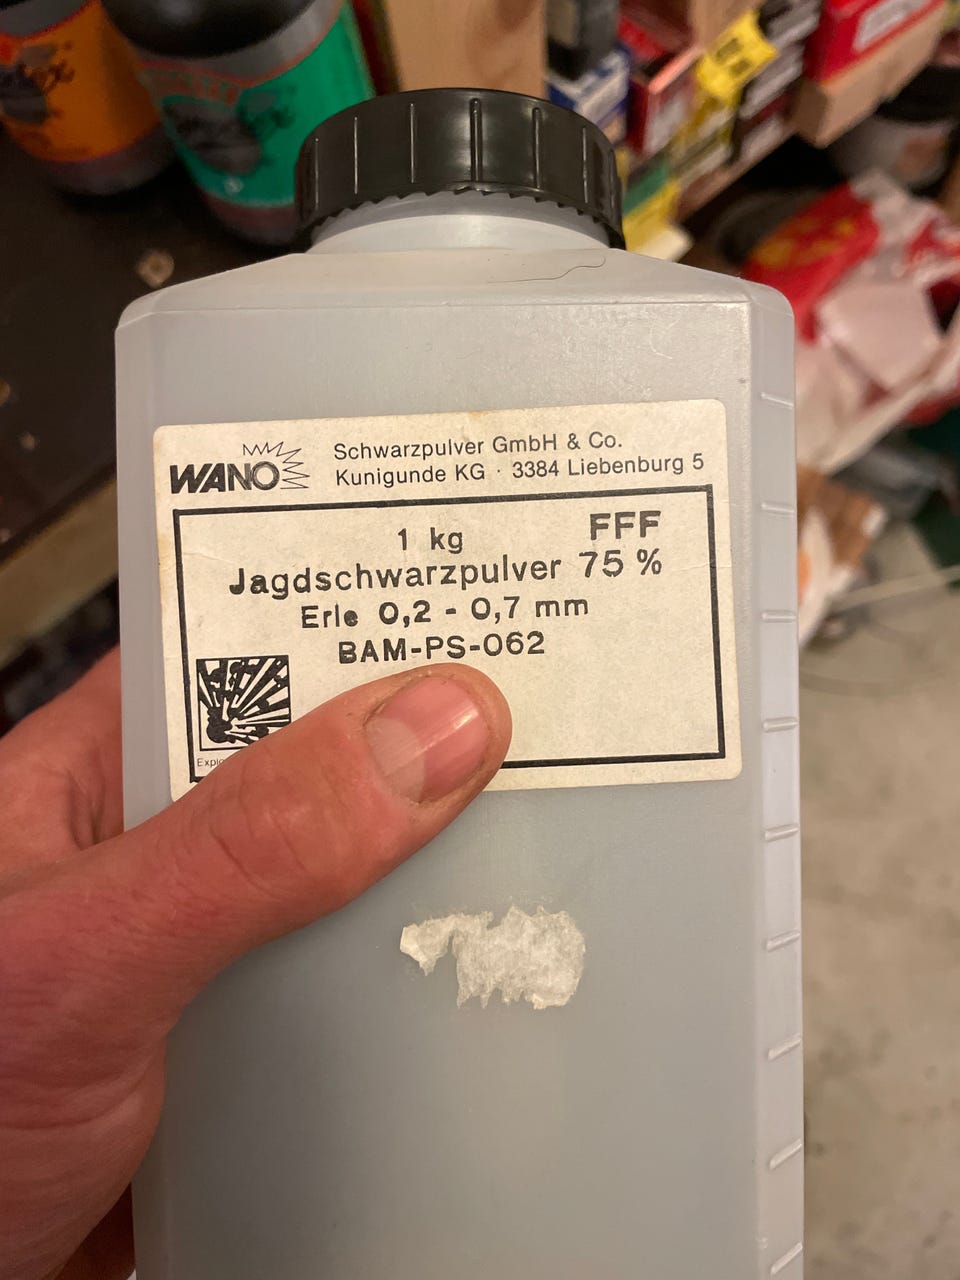 WANO
Schwarzpulver GmbH & Co.
Kunigunde KG · 3384 Liebenburg 5
1 kg FFF
Jagdschwarzpulver 75 %
Erle 0,2 - 0,7 mm
BAM-PS-062